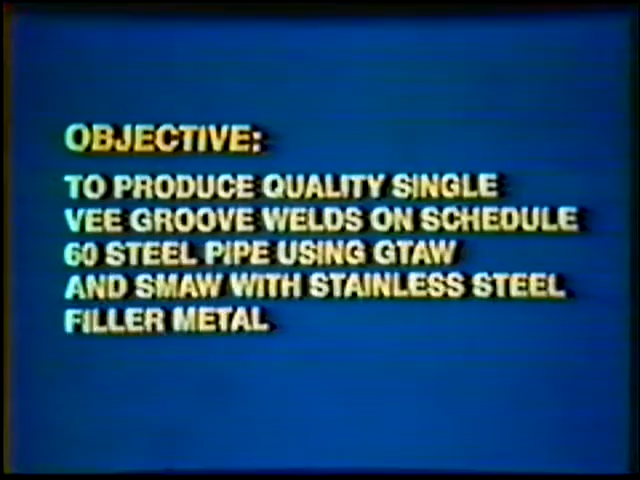 OBJECTIVE:
TO PRODUCE QUALITY SINGLE
VEE GROOVE WELDS ON SCHEDULE
60 STEEL PIPE USING GTAW
AND SMAW WITH STAINLESS STEEL
FILLER METAL